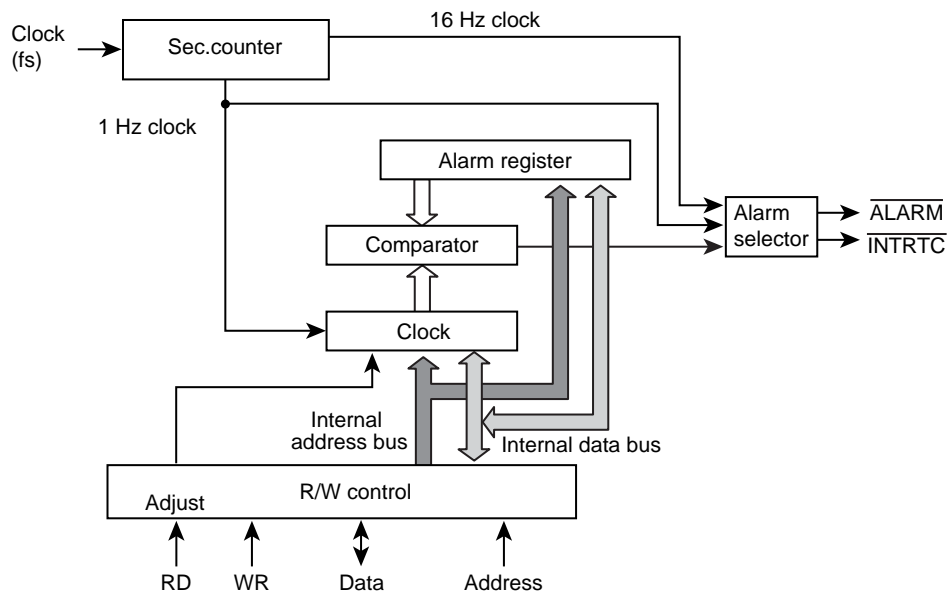 16 Hz clock
Clock
(fs)
Sec.counter
1 Hz clock
Alarm register
Alarm
selector
ALARM
INTRTC
Comparator
Clock
Internal
address bus
Internal data bus
R/W control
Adjust
RD
WR
Data
Address